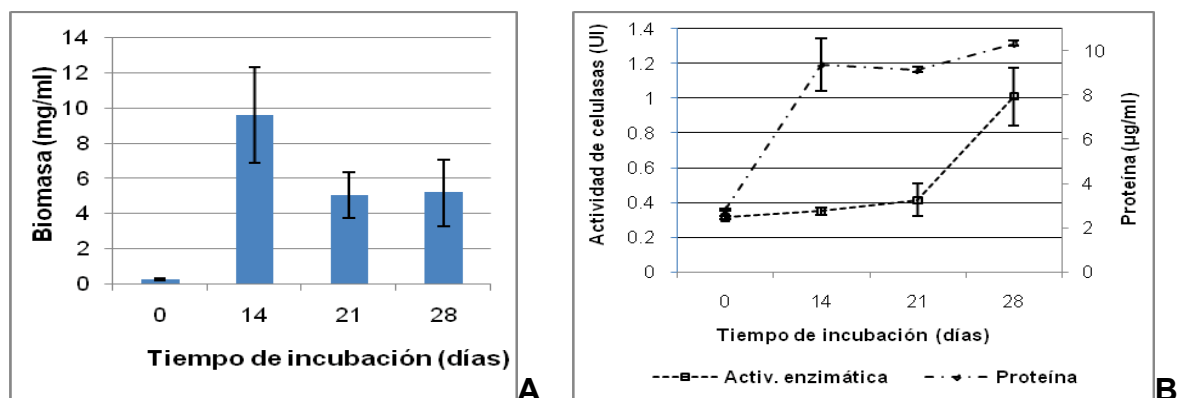 14
12
10
8
6
4
2
0
Biomasa (mg/ml)
0 14 21 28
Tiempo de incubación (días)
A
1.4
1.2
1
0.8
0.6
0.4
0.2
0
Actividad de celulasas (UI)
10
8
6
4
2
0
Proteína (µg/ml)
0 14 21 28
Tiempo de incubación (días)
Activ. enzimática Proteína
B